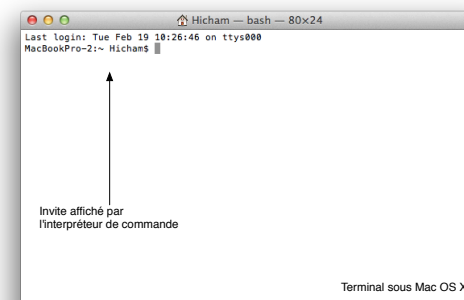 Hicham — bash — 80×24
Last login: Tue Feb 19 10:26:46 on ttys000
MacBookPro-2:~ Hicham$
Invite affiché par
l'interpréteur de commande
Terminal sous Mac OS X